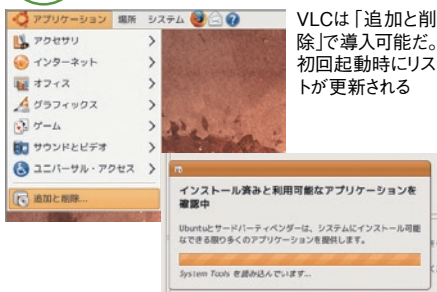 アプリケーション 場所 システム
アクセサリ
インターネット
オフィス
グラフィックス
ゲーム
サウンドとビデオ
ユニバーサル・アクセス
追加と削除...
VLCは「追加と削
除」で導入可能だ。
初回起動時にリス
トが更新される
インストール済みと利用可能なアプリケーションを
確認中
Ubuntuとサードパーティベンダーは、システムにインストール可能
なできる限り多くのアプリケーションを提供します。
System Tools を読み込んでいます...